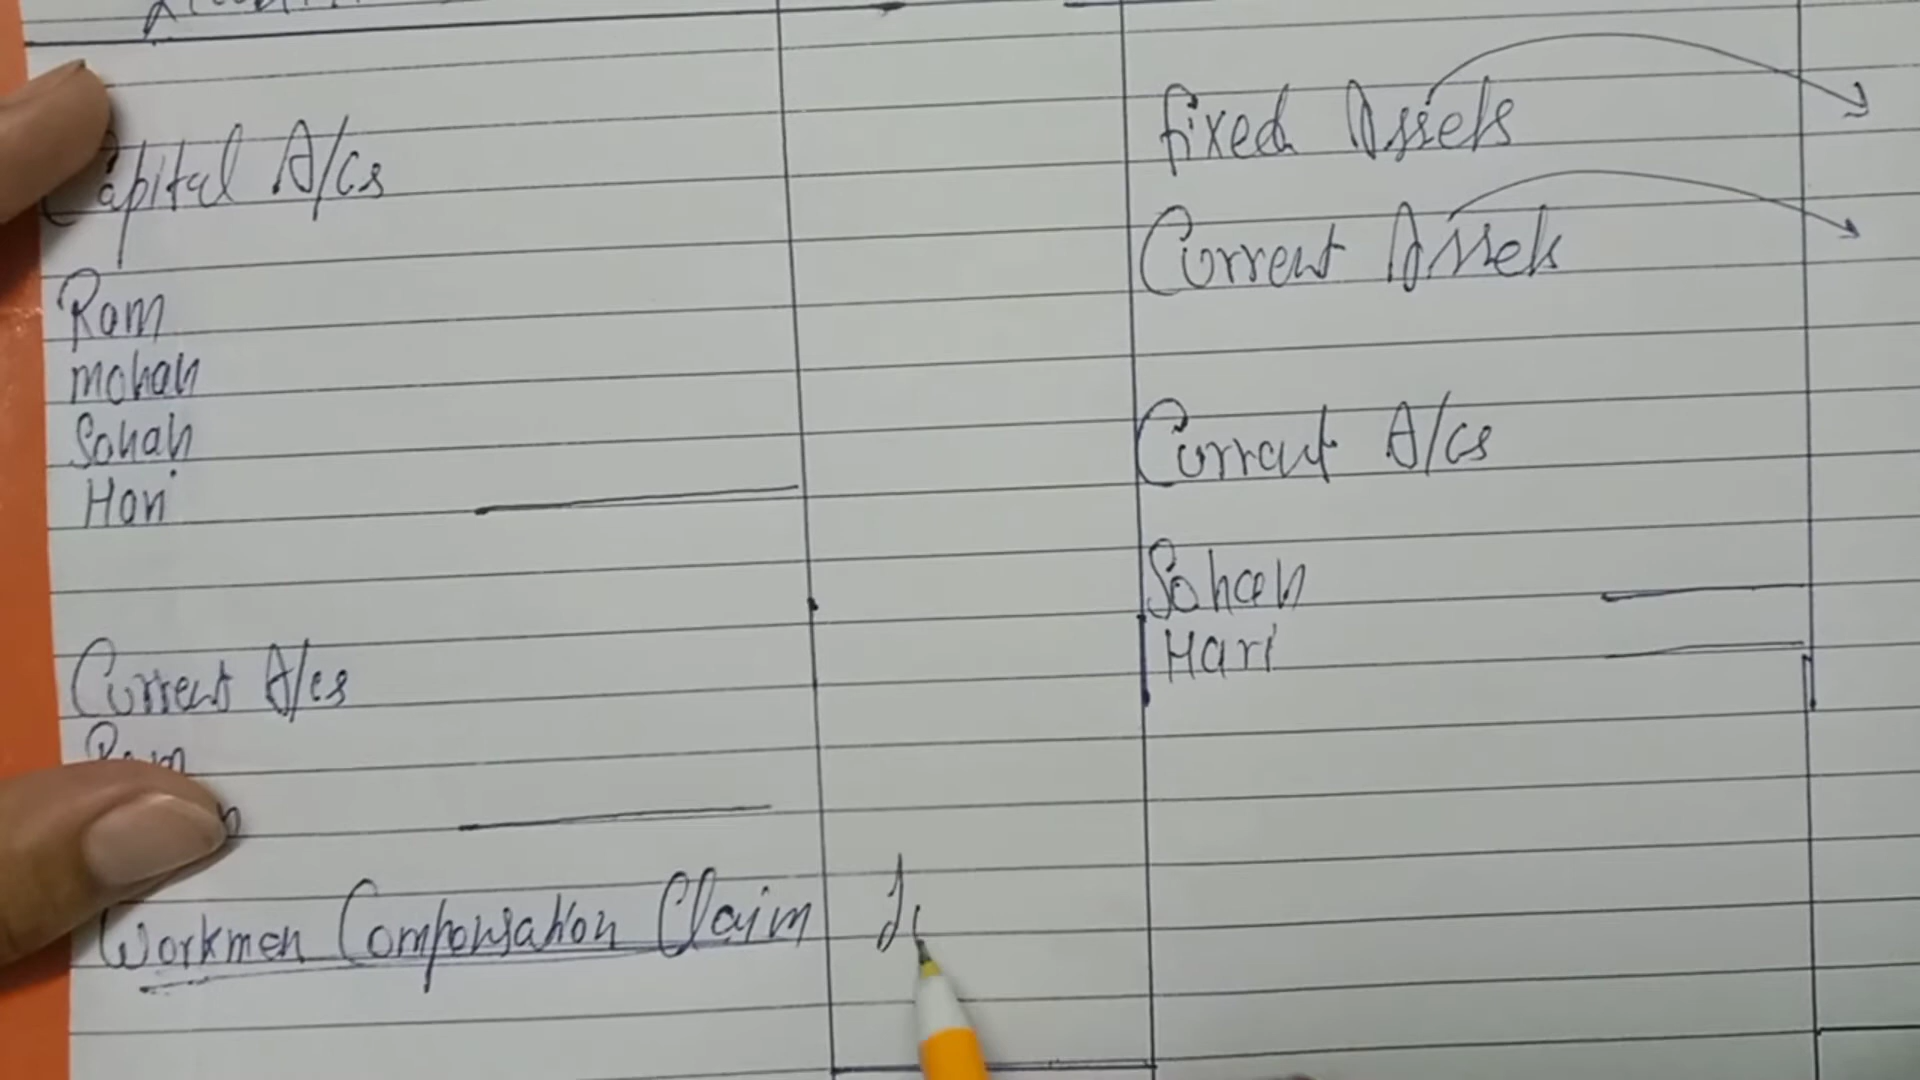 Capital A/cs
Ram
Mohan
Sohan
Hari
Current A/cs
Ram
Workmen Compensation Claim
Fixed Assets
Current Assets
Current A/cs
Sohan
Hari